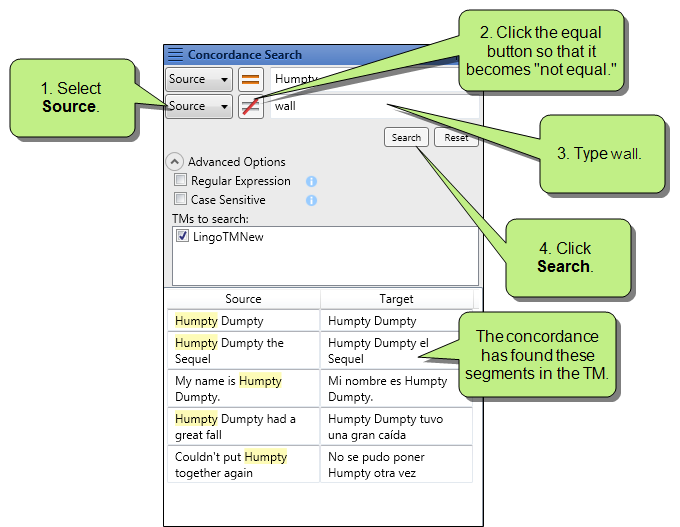 2. Click the equal
button so that it
becomes "not equal."
Concordance Search
1. Select
Source.
Source
Humpty
Source
wall
3. Type wall.
Search
Reset
Advanced Options
Regular Expression
Case Sensitive
TMs to search:
LingoTMNew
4. Click
Search.
Source Target
Humpty Dumpty
Humpty Dumpty
Humpty Dumpty the
Sequel
Humpty Dumpty el
Sequel
The concordance
has found these
segments in the TM.
My name is Humpty
Dumpty.
Mi nombre es Humpty
Dumpty.
Humpty Dumpty had a
great fall
Humpty Dumpty tuvo
una gran caída
Couldn't put Humpty
together again
No se pudo poner
Humpty otra vez